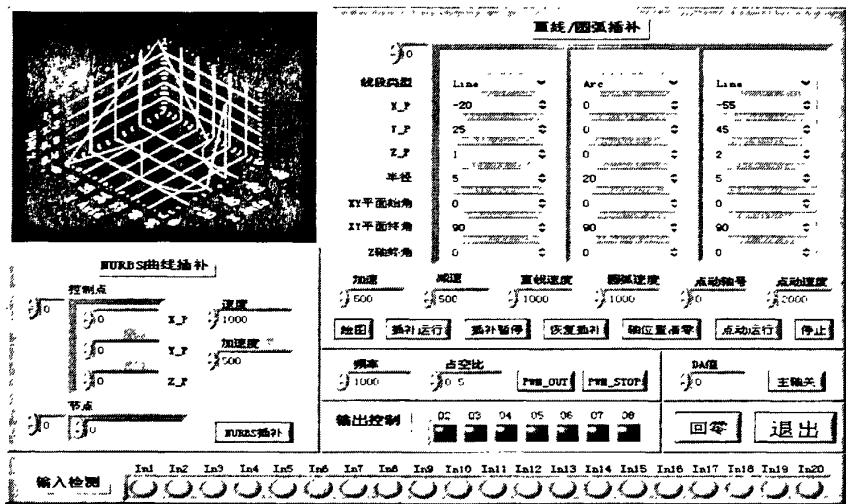 直线/圆弧插补
0
线段类型 Line Arc Line
X_P -20 0 -55
Y_P 25 0 45
Z_P 1 0 2
半径 5 20 5
XY平面始角 0 0 0
XY平面终角 90 90 90
Z轴终角 0 0 0
加速 减速 直线速度 圆弧速度 点动轴号 点动速度
500 500 1000 1000 0 2000
绘图 插补运行 插补暂停 恢复插补 轴位置清零 点动运行 停止
NURBS曲线插补
控制点
0 0 X_P
0 Y_P
0 Z_P
速度
1000
加速度
500
节点
0 0
NURBS插补
频率 占空比
1000 0.5 PWM_OUT PWM_STOP
DA值
0 主轴关
输出控制 02 03 04 05 06 07 08
回零 退出
输入检测 In1 In2 In3 In4 In5 In6 In7 In8 In9 In10 In11 In12 In13 In14 In15 In16 In17 In18 In19 In20